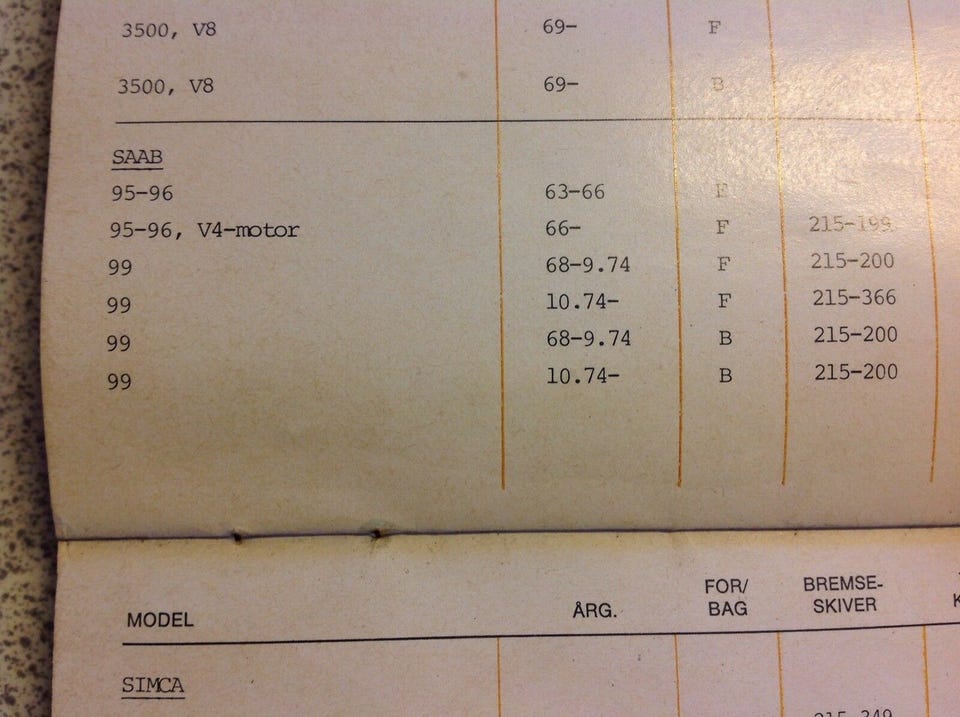 3500, V8 69- F
3500, V8 69- B
SAAB
95-96 63-66 F
95-96, V4-motor 66- F 215-199
99 68-9.74 F 215-200
99 10.74- F 215-366
99 68-9.74 B 215-200
99 10.74- B 215-200
MODEL ÅRG. FOR/ BAG BREMSE- SKIVER
SIMCA